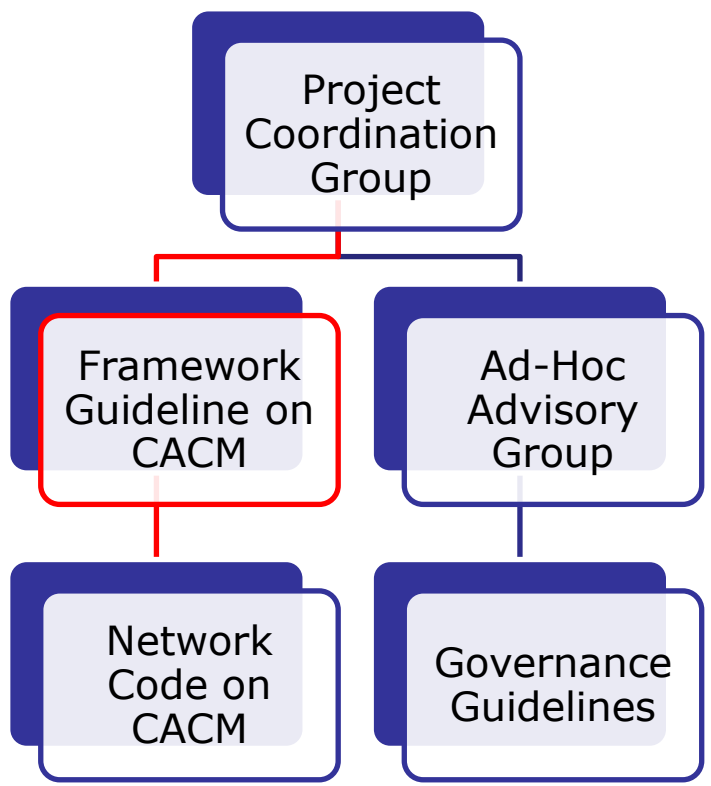 Project
Coordination
Group
Framework
Guideline on
CACM
Ad-Hoc
Advisory
Group
Network
Code on
CACM
Governance
Guidelines